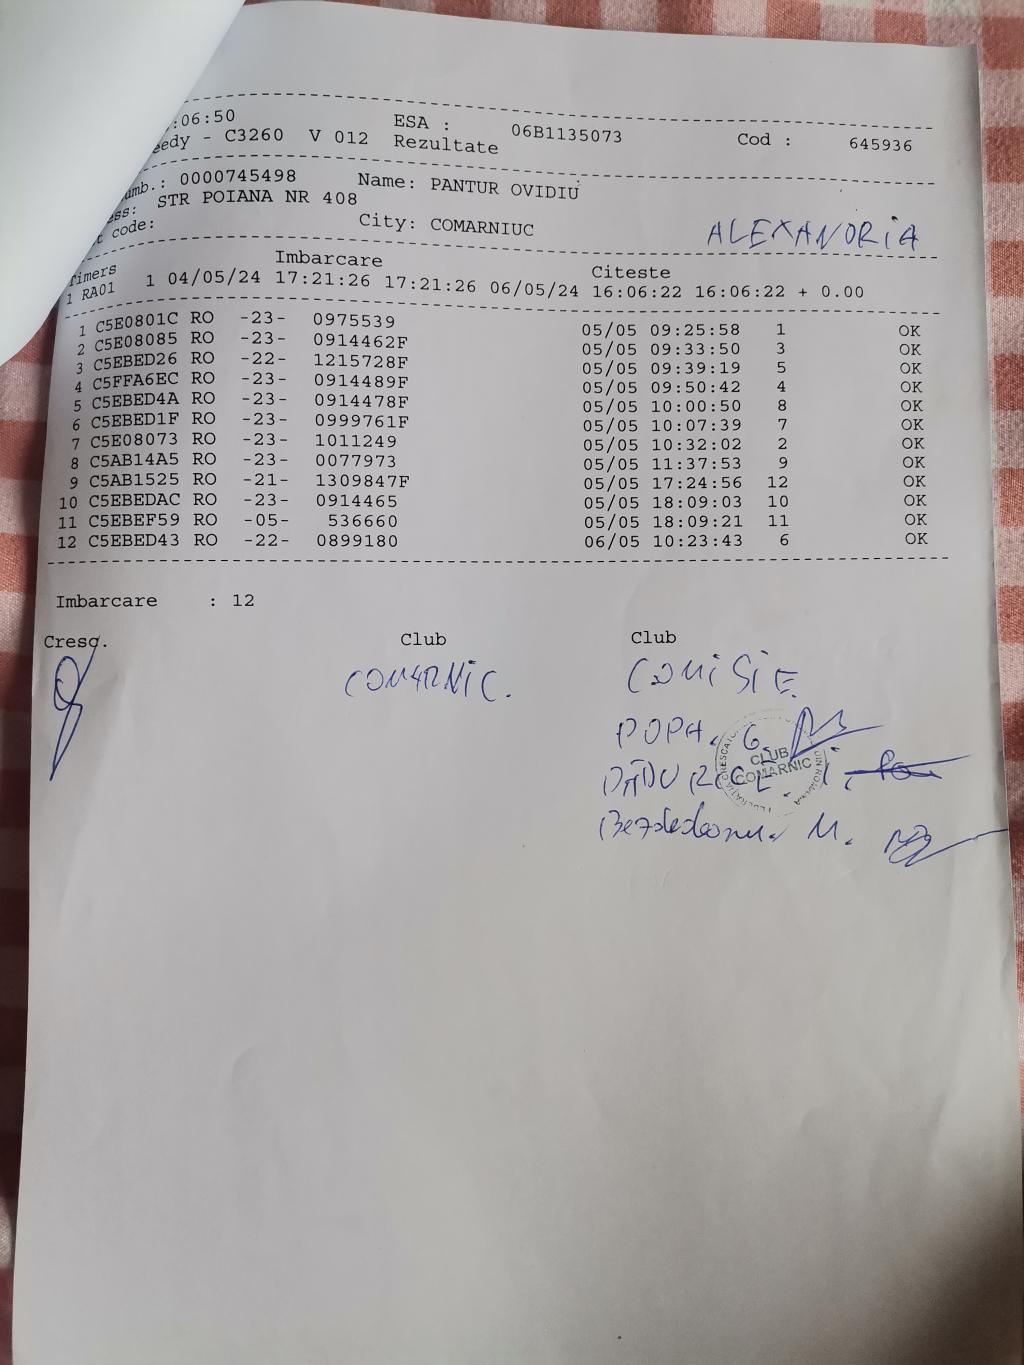 :06:50 ESA : 06B1135073 Cod : 645936
eedy - C3260 V 012 Rezultate
umb.: 0000745498 Name: PANTUR OVIDIU
ess: STR POIANA NR 408
t code: City: COMARNIUC
ALEXANDRIA
Timers Imbarcare Citeste
1 RA01 1 04/05/24 17:21:26 17:21:26 06/05/24 16:06:22 16:06:22 + 0.00
1 C5E0801C RO -23- 0975539 05/05 09:25:58 1 OK
2 C5E08085 RO -23- 0914462F 05/05 09:33:50 3 OK
3 C5EBED26 RO -22- 1215728F 05/05 09:39:19 5 OK
4 C5FFA6EC RO -23- 0914489F 05/05 09:50:42 4 OK
5 C5EBED4A RO -23- 0914478F 05/05 10:00:50 8 OK
6 C5EBED1F RO -23- 0999761F 05/05 10:07:39 7 OK
7 C5E08073 RO -23- 1011249 05/05 10:32:02 2 OK
8 C5AB14A5 RO -23- 0077973 05/05 11:37:53 9 OK
9 C5AB1525 RO -21- 1309847F 05/05 17:24:56 12 OK
10 C5EBEDAC RO -23- 0914465 05/05 18:09:03 10 OK
11 C5EBEF59 RO -05- 536660 05/05 18:09:21 11 OK
12 C5EBED43 RO -22- 0899180 06/05 10:23:43 6 OK
Imbarcare : 12
Cresc. Club Club
COMARNIC. COMISIE
POPA. G.
CLUB
COMARNIC
M.